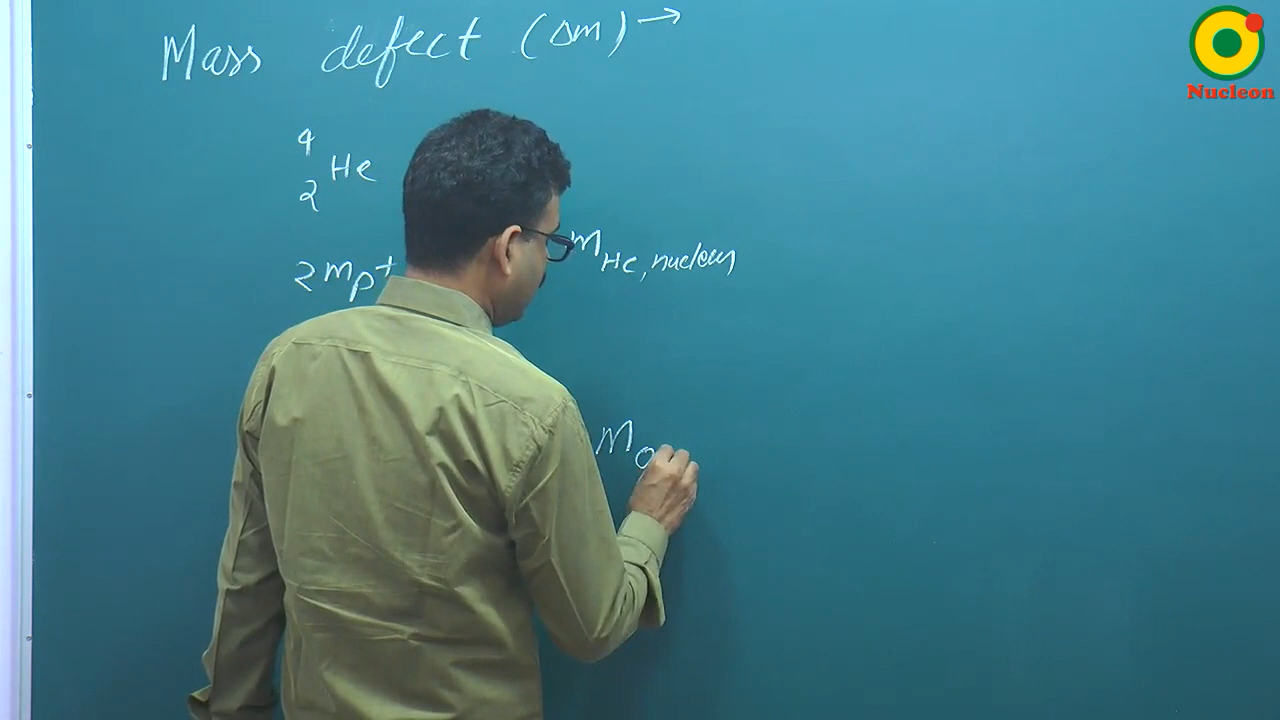 Mass defect (Δm) →
Nucleon
4
He
2
2mp + mHe, nucleus
mo